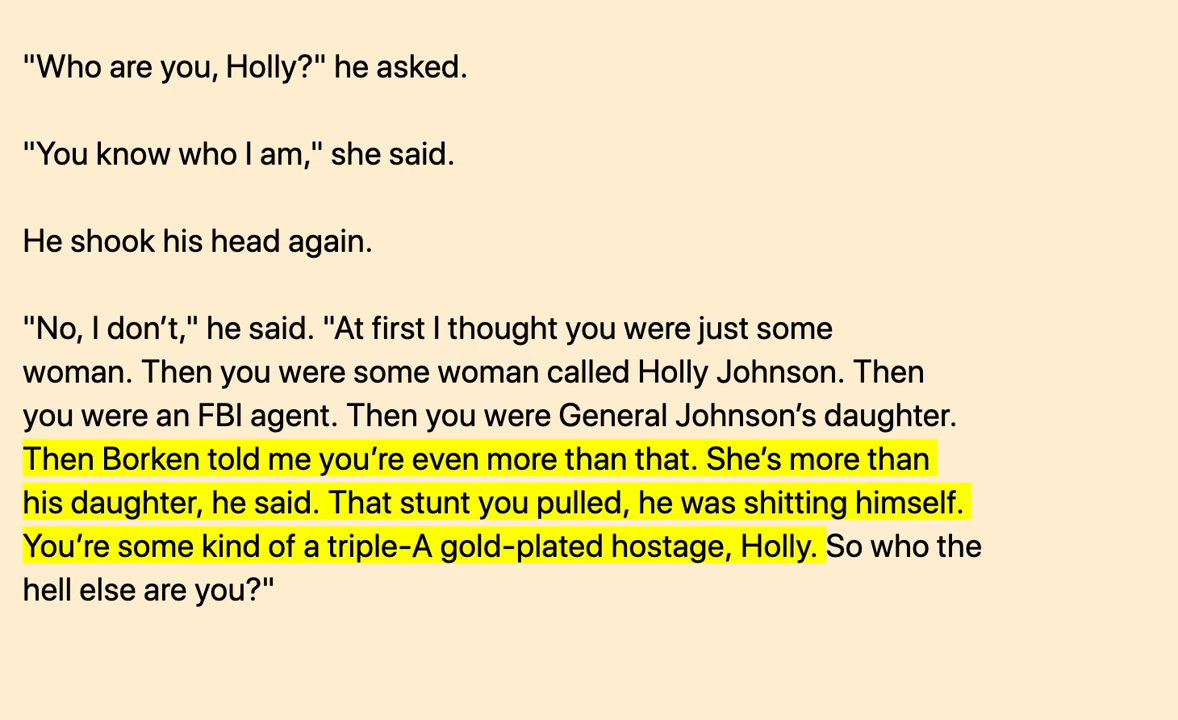 "Who are you, Holly?" he asked.
"You know who I am," she said.
He shook his head again.
"No, I don’t," he said. "At first I thought you were just some
woman. Then you were some woman called Holly Johnson. Then
you were an FBI agent. Then you were General Johnson’s daughter.
Then Borken told me you’re even more than that. She’s more than
his daughter, he said. That stunt you pulled, he was shitting himself.
You’re some kind of a triple-A gold-plated hostage, Holly. So who the
hell else are you?"